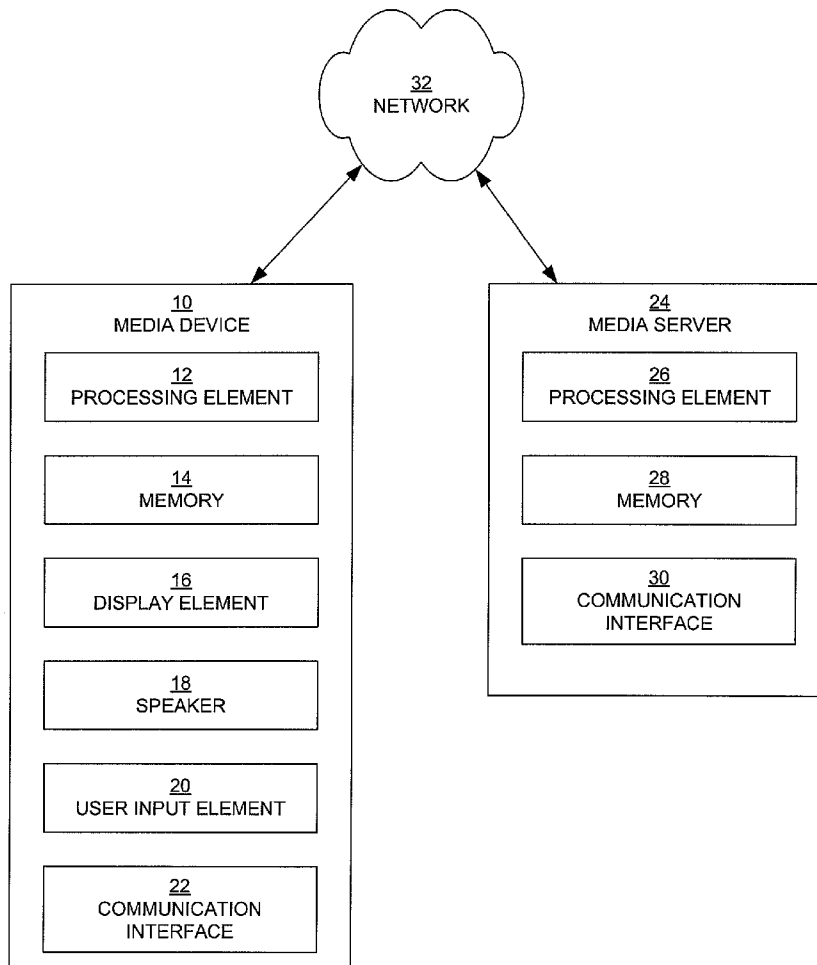 32
NETWORK
10
MEDIA DEVICE
12
PROCESSING ELEMENT
14
MEMORY
16
DISPLAY ELEMENT
18
SPEAKER
20
USER INPUT ELEMENT
22
COMMUNICATION
INTERFACE
24
MEDIA SERVER
26
PROCESSING ELEMENT
28
MEMORY
30
COMMUNICATION
INTERFACE